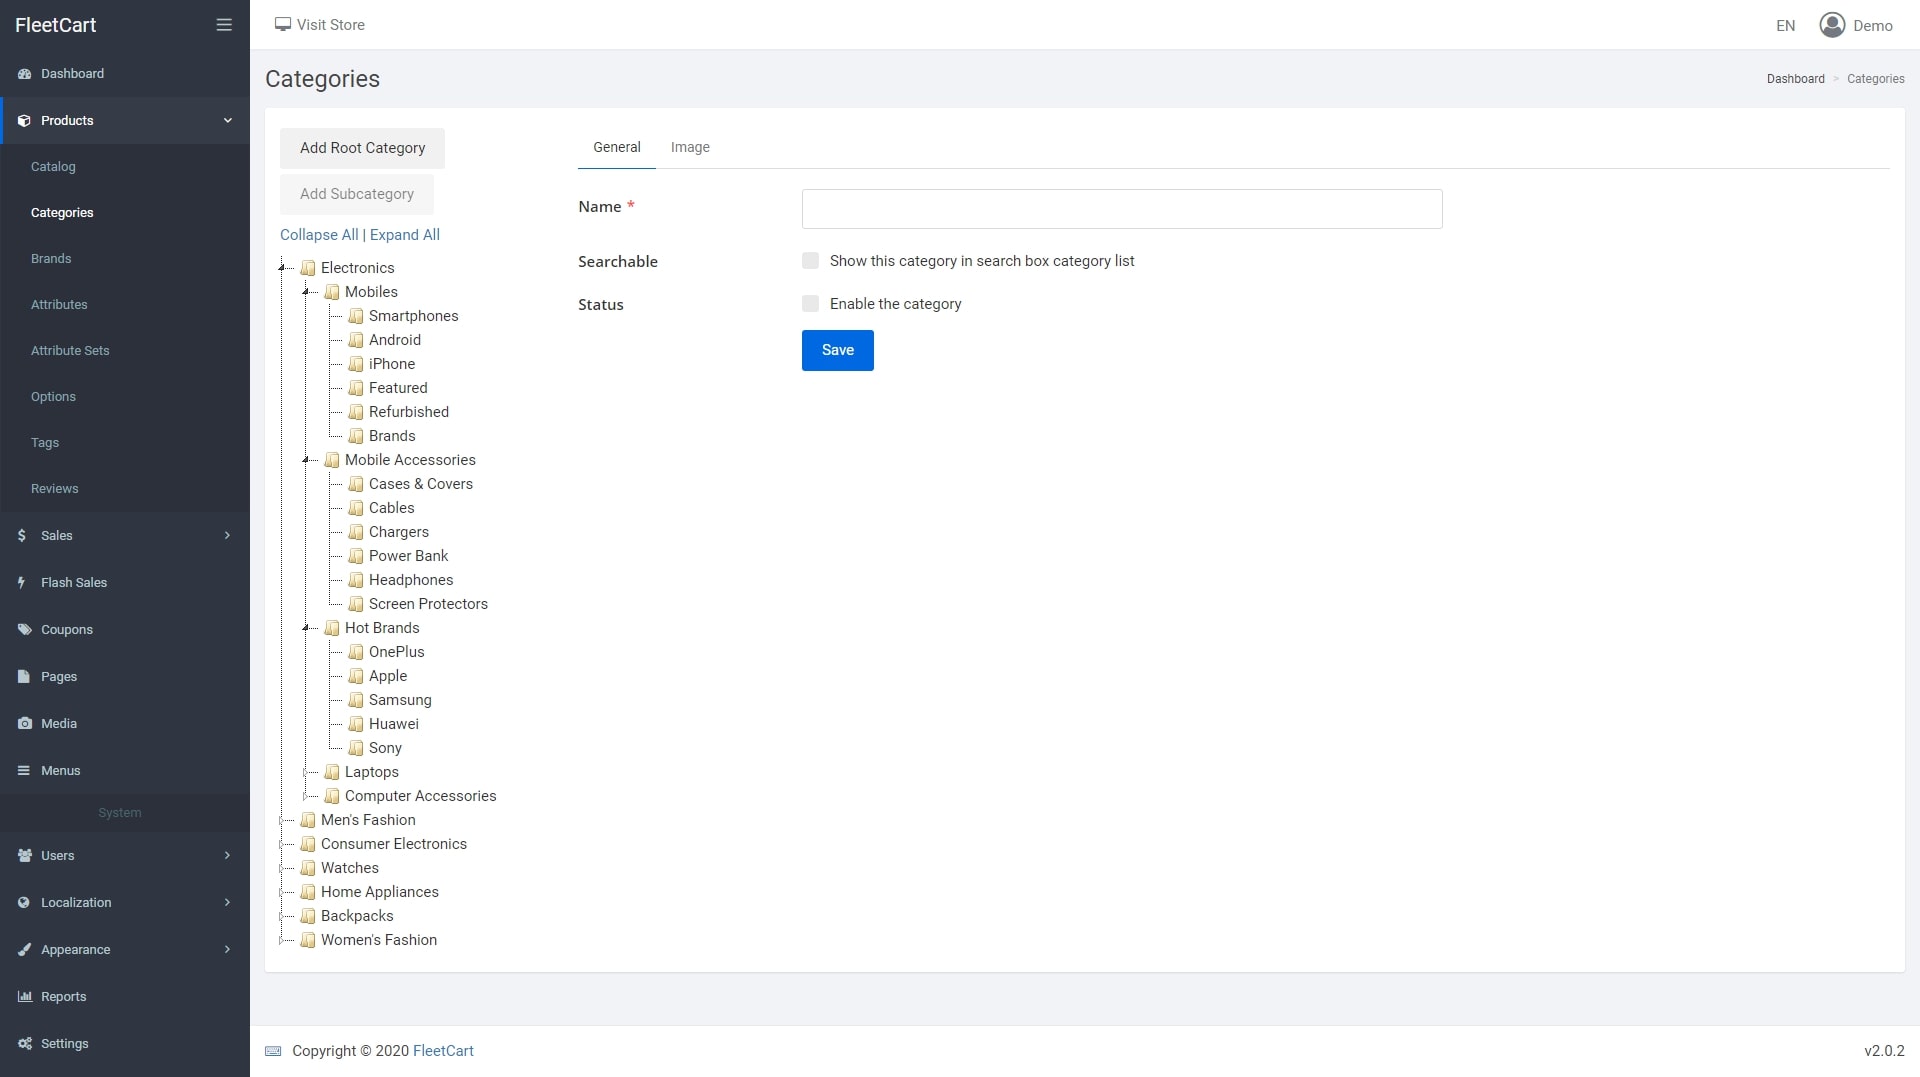 FleetCart
Visit Store
EN
Demo
Dashboard
Products
Catalog
Categories
Brands
Attributes
Attribute Sets
Options
Tags
Reviews
Sales
Flash Sales
Coupons
Pages
Media
Menus
System
Users
Localization
Appearance
Reports
Settings
Categories
Dashboard > Categories
Add Root Category
Add Subcategory
Collapse All | Expand All
Electronics
Mobiles
Smartphones
Android
iPhone
Featured
Refurbished
Brands
Mobile Accessories
Cases & Covers
Cables
Chargers
Power Bank
Headphones
Screen Protectors
Hot Brands
OnePlus
Apple
Samsung
Huawei
Sony
Laptops
Computer Accessories
Men's Fashion
Consumer Electronics
Watches
Home Appliances
Backpacks
Women's Fashion
General
Image
Name *
Searchable
Show this category in search box category list
Status
Enable the category
Save
Copyright © 2020 FleetCart
v2.0.2